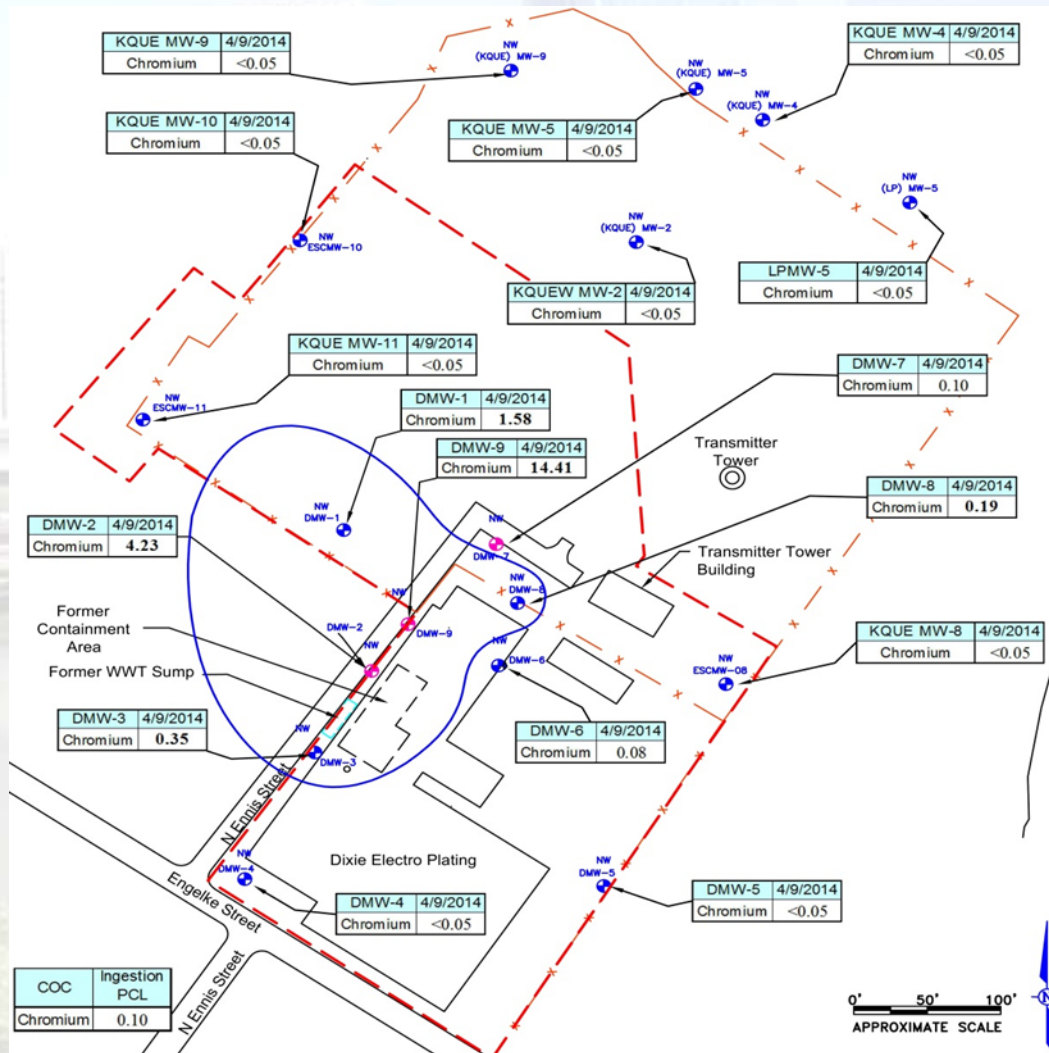 KQUE MW-9 4/9/2014
Chromium <0.05
NW
(KQUE) MW-9
NW
(KQUE) MW-5
KQUE MW-4 4/9/2014
Chromium <0.05
NW
(KQUE) MW-4
KQUE MW-10 4/9/2014
Chromium <0.05
KQUE MW-5 4/9/2014
Chromium <0.05
NW
(LP) MW-5
NW
(KQUE) MW-2
NW
ESCMW-10
LPMW-5 4/9/2014
Chromium <0.05
KQUEW MW-2 4/9/2014
Chromium <0.05
KQUE MW-11 4/9/2014
Chromium <0.05
DMW-7 4/9/2014
Chromium 0.10
NW
ESCMW-11
DMW-1 4/9/2014
Chromium 1.58
DMW-9 4/9/2014
Chromium 14.41
Transmitter
Tower
DMW-8 4/9/2014
Chromium 0.19
DMW-2 4/9/2014
Chromium 4.23
NW
DMW-1
NW
DMW-7
Transmitter Tower
Building
NW
DMW-8
Former
Containment
Area
NW
DMW-9
DMW-2
NW
NW
DMW-6
KQUE MW-8 4/9/2014
Chromium <0.05
NW
ESCMW-08
Former WWT Sump
DMW-3 4/9/2014
Chromium 0.35
NW
DMW-3
DMW-6 4/9/2014
Chromium 0.08
N Ennis Street
Dixie Electro Plating
NW
DMW-4
NW
DMW-5
Engelke Street
DMW-4 4/9/2014
Chromium <0.05
DMW-5 4/9/2014
Chromium <0.05
N Ennis Street
COC Ingestion PCL
Chromium 0.10
0' 50' 100'
APPROXIMATE SCALE
N